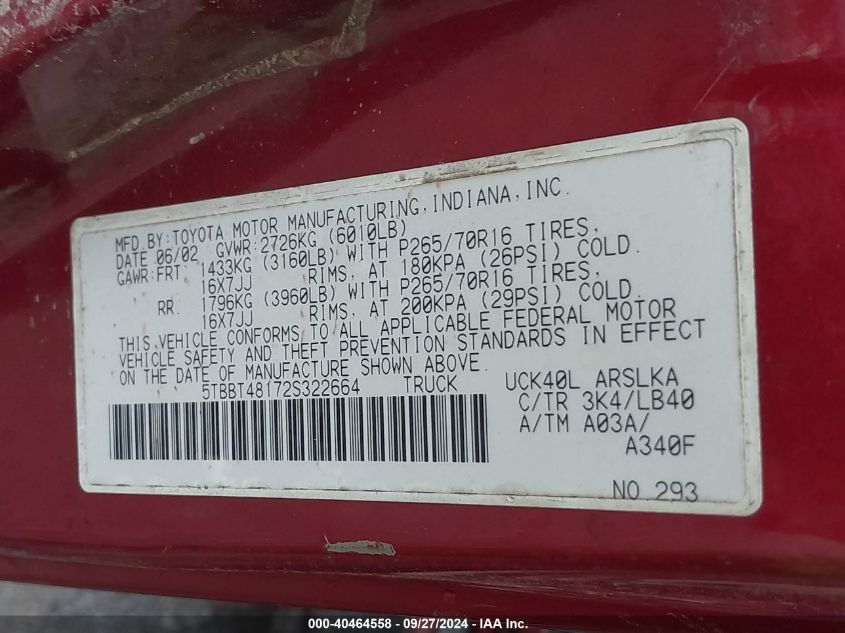 MFD.BY:TOYOTA MOTOR MANUFACTURING,INDIANA,INC.
DATE 06/02 GVWR:2726KG (6010LB)
GAWR:FRT. 1433KG (3160LB) WITH P265/70R16 TIRES,
16X7JJ RIMS, AT 180KPA (26PSI) COLD.
RR. 1796KG (3960LB) WITH P265/70R16 TIRES,
16X7JJ RIMS, AT 200KPA (29PSI) COLD.
THIS VEHICLE CONFORMS TO ALL APPLICABLE FEDERAL MOTOR
VEHICLE SAFETY AND THEFT PREVENTION STANDARDS IN EFFECT
ON THE DATE OF MANUFACTURE SHOWN ABOVE.
5TBBT48172S322664 TRUCK UCK40L ARSLKA
C/TR 3K4/LB40
A/TM A03A/
A340F
NO 293
000-40464558 - 09/27/2024 - IAA Inc.